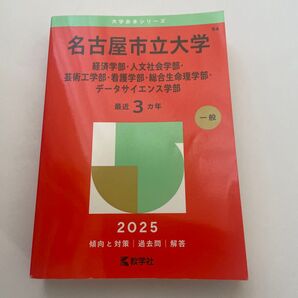 大学赤本シリーズ
94
名古屋市立大学
経済学部・人文社会学部・
芸術工学部・看護学部・総合生命理学部・
データサイエンス学部
最近3カ年
一般
2025
傾向と対策｜過去問｜解答
教学社